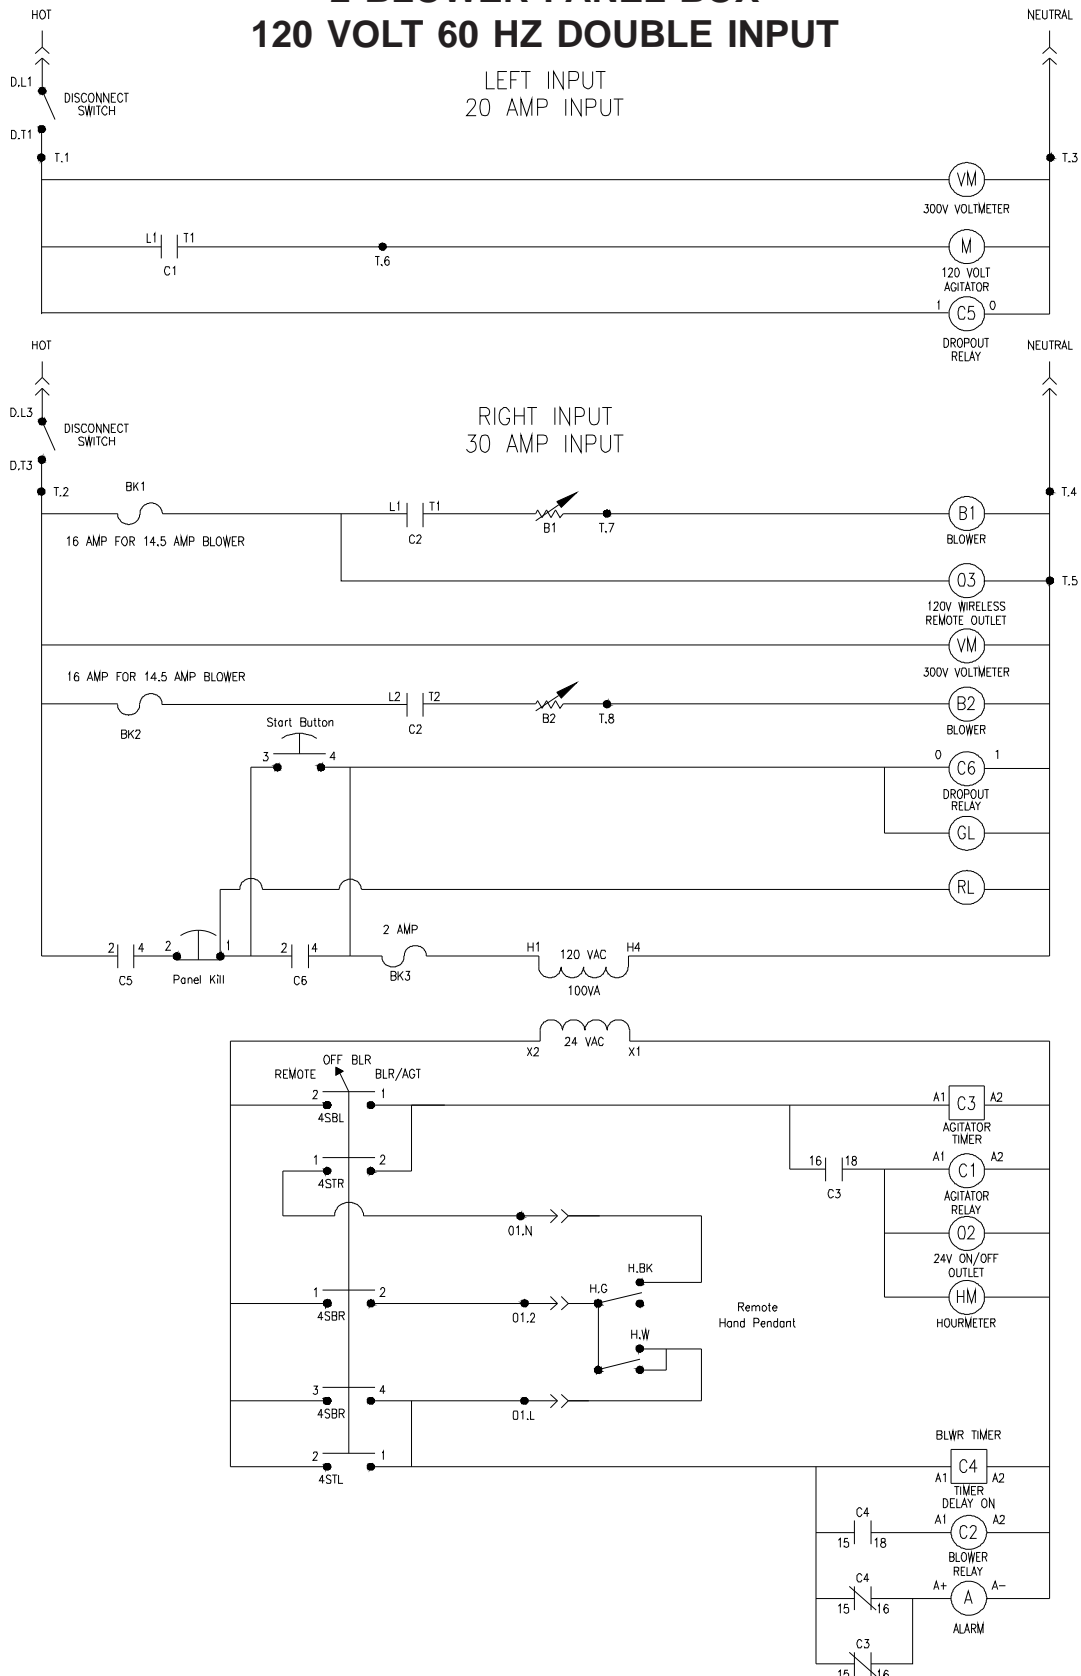 2 BLOWER PANEL BOX
120 VOLT 60 HZ DOUBLE INPUT
HOT
NEUTRAL
LEFT INPUT
20 AMP INPUT
D.L1
DISCONNECT
SWITCH
D.T1
T.1
T.3
VM
300V VOLTMETER
L1
T1
C1
T.6
M
120 VOLT
AGITATOR
1
C5
0
DROPOUT
RELAY
HOT
NEUTRAL
RIGHT INPUT
30 AMP INPUT
D.L3
DISCONNECT
SWITCH
D.T3
T.2
T.4
BK1
16 AMP FOR 14.5 AMP BLOWER
L1
T1
C2
B1
T.7
B1
BLOWER
O3
T.5
120V WIRELESS
REMOTE OUTLET
VM
300V VOLTMETER
16 AMP FOR 14.5 AMP BLOWER
BK2
L2
T2
C2
B2
T.8
B2
BLOWER
Start Button
3
4
0
C6
1
DROPOUT
RELAY
GL
RL
2
4
C5
2
1
Panel Kill
2
4
C6
2 AMP
BK3
H1
120 VAC
H4
100VA
X2
24 VAC
X1
OFF BLR
REMOTE
BLR/AGT
2
1
4SBL
A1
C3
A2
AGITATOR
TIMER
1
2
4STR
16
18
C3
A1
C1
A2
AGITATOR
RELAY
O1.N
O2
24V ON/OFF
OUTLET
H.BK
H.G
1
2
4SBR
O1.2
HM
HOURMETER
Remote
Hand Pendant
H.W
3
4
4SBR
O1.L
BLWR TIMER
2
1
4STL
C4
A1
A2
TIMER
DELAY ON
C4
15
18
A1
C2
A2
BLOWER
RELAY
C4
15
16
A+
A
A-
ALARM
C3
15
16